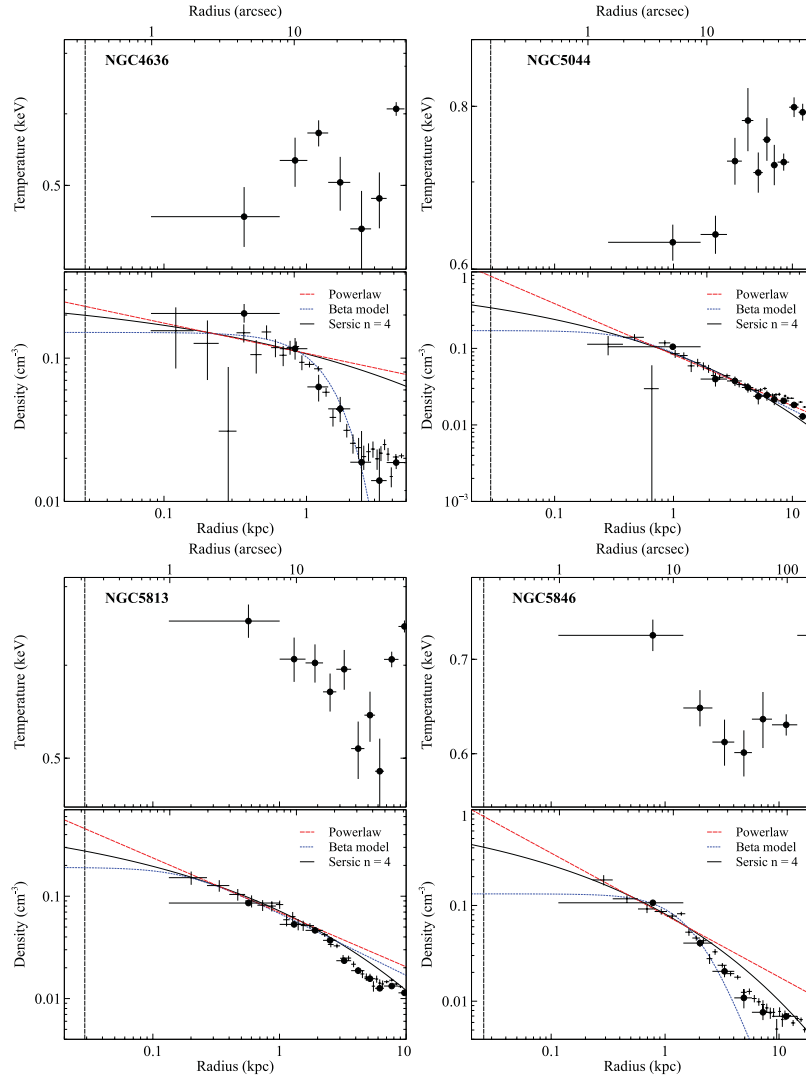 Radius (arcsec)
1 10
NGC4636
Temperature (keV)
0.5
Powerlaw
Beta model
Sersic n = 4
Density (cm⁻³)
0.1
0.01
0.1 1
Radius (kpc)
Radius (arcsec)
1 10
NGC5044
Temperature (keV)
0.8
0.6
Powerlaw
Beta model
Sersic n = 4
Density (cm⁻³)
1
0.1
0.01
10⁻³
0.1 1 10
Radius (kpc)
Radius (arcsec)
1 10
NGC5813
Temperature (keV)
0.5
Powerlaw
Beta model
Sersic n = 4
Density (cm⁻³)
0.1
0.01
0.1 1 10
Radius (kpc)
Radius (arcsec)
1 10 100
NGC5846
Temperature (keV)
0.7
0.6
Powerlaw
Beta model
Sersic n = 4
Density (cm⁻³)
1
0.1
0.01
0.1 1 10
Radius (kpc)